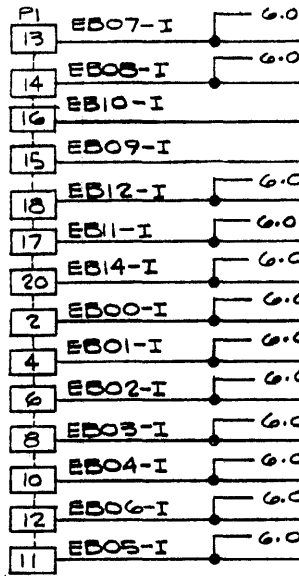 P1
13 EB07-I 6.0
14 EB08-I 6.0
16 EB10-I
15 EB09-I
18 EB12-I 6.0
17 EB11-I 6.0
20 EB14-I 6.0
2 EB00-I 6.0
4 EB01-I 6.0
6 EB02-I 6.0
8 EB03-I 6.0
10 EB04-I 6.0
12 EB06-I 6.0
11 EB05-I 6.0